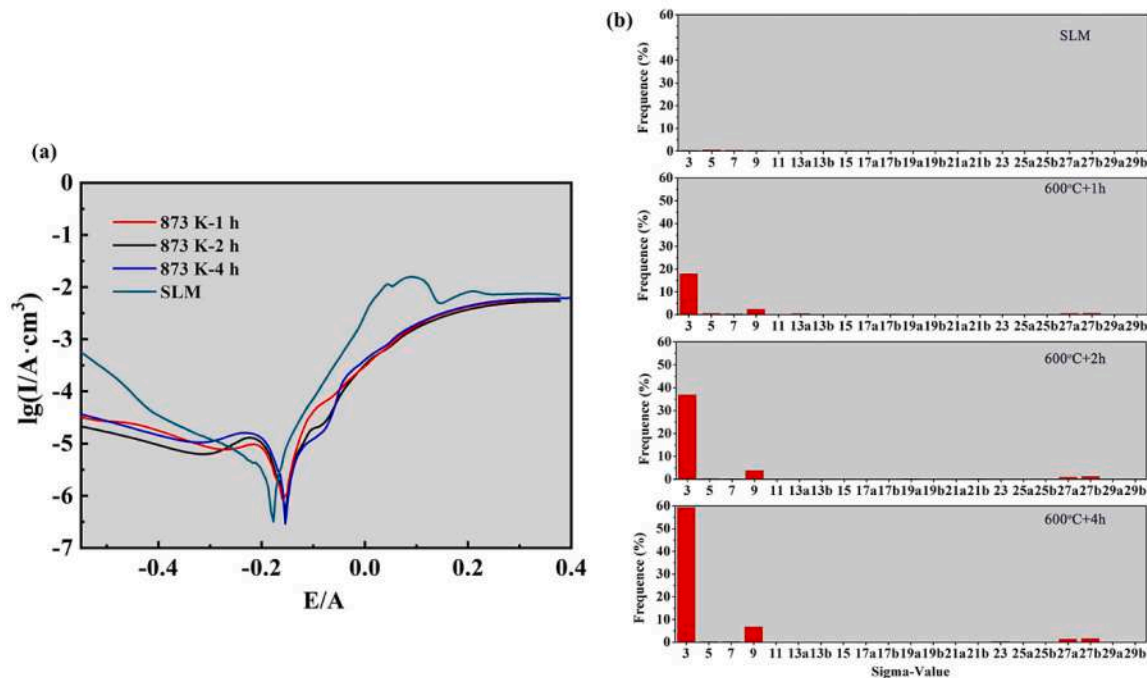 (a)
0
-1
-2
-3
-4
-5
-6
-7
lg(I/A·cm³)
873 K-1 h
873 K-2 h
873 K-4 h
SLM
-0.4 -0.2 0.0 0.2 0.4
E/A
(b)
60
50
40
30
20
10
0
Frequence (%)
SLM
3 5 7 9 11 13a13b 15 17a17b19a19b21a21b 23 25a25b27a27b29a29b
60
50
40
30
20
10
0
Frequence (%)
600°C+1h
3 5 7 9 11 13a13b 15 17a17b19a19b21a21b 23 25a25b27a27b29a29b
60
50
40
30
20
10
0
Frequence (%)
600°C+2h
3 5 7 9 11 13a13b 15 17a17b19a19b21a21b 23 25a25b27a27b29a29b
60
50
40
30
20
10
0
Frequence (%)
600°C+4h
3 5 7 9 11 13a13b 15 17a17b19a19b21a21b 23 25a25b27a27b29a29b
Sigma-Value